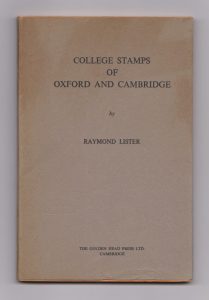 COLLEGE STAMPS
OF
OXFORD AND CAMBRIDGE
by
RAYMOND LISTER
THE GOLDEN HEAD PRESS LTD
CAMBRIDGE